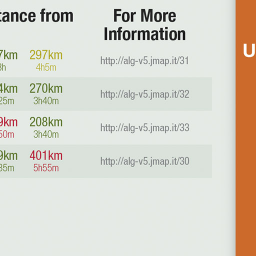 tance from For More Information
7km 297km http://alg-v5.jmap.it/31
3h 4h5m
4km 270km http://alg-v5.jmap.it/32
25m 3h40m
9km 208km http://alg-v5.jmap.it/33
50m 3h40m
9km 401km http://alg-v5.jmap.it/30
35m 5h55m
U